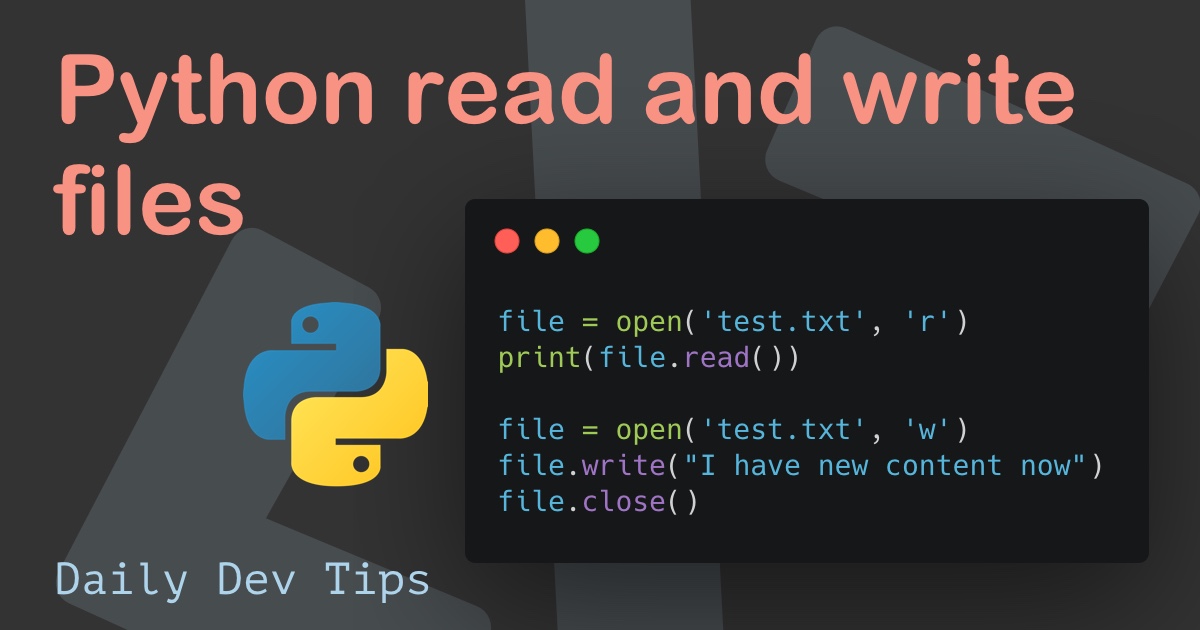 Python read and write
files
file = open('test.txt', 'r')
print(file.read())
file = open('test.txt', 'w')
file.write("I have new content now")
file.close()
Daily Dev Tips